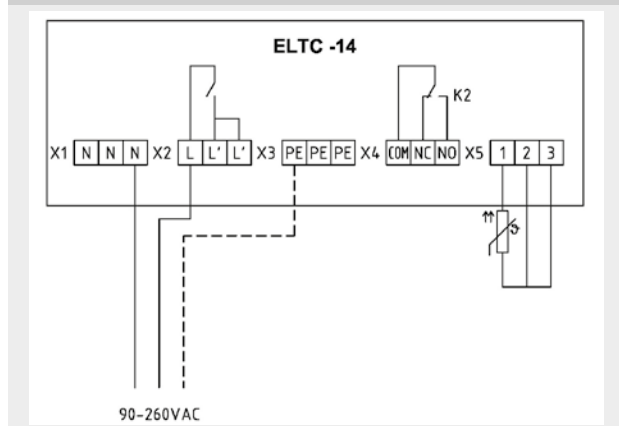 ELTC -14
K2
X1 N N N X2 L L' L' X3 PE PE PE X4 COM NC NO X5 1 2 3
ϑ
90-260VAC